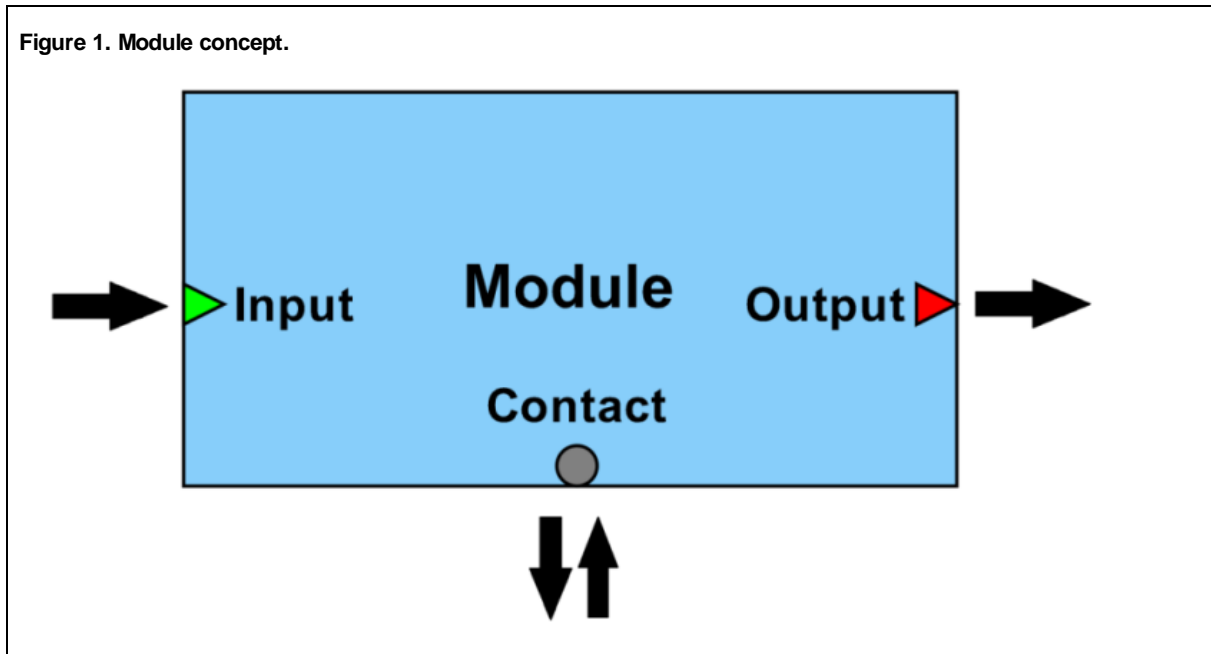 Figure 1. Module concept.
Input
Module
Output
Contact